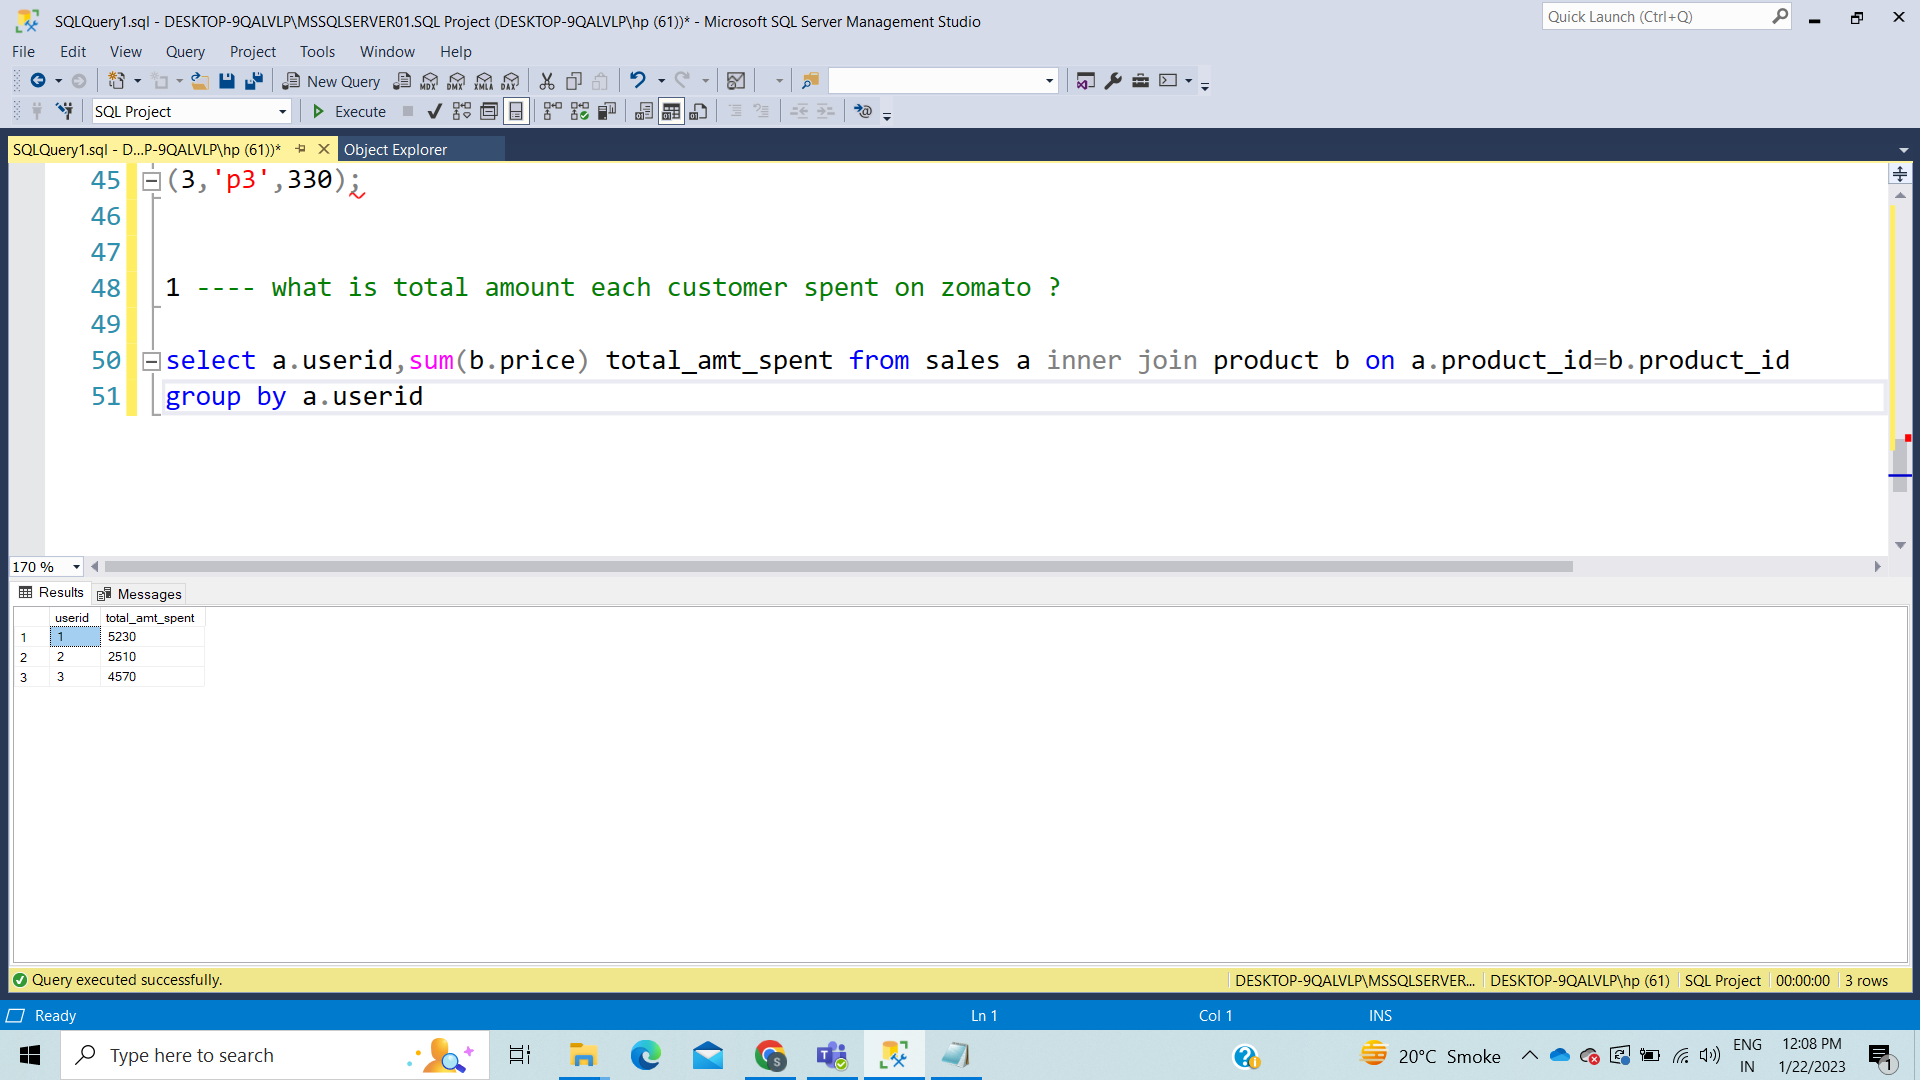 SQLQuery1.sql - DESKTOP-9QALVLP\MSSQLSERVER01.SQL Project (DESKTOP-9QALVLP\hp (61))* - Microsoft SQL Server Management Studio
Quick Launch (Ctrl+Q)
File Edit View Query Project Tools Window Help
New Query MDX DMX XMLA DAX
SQL Project Execute
SQLQuery1.sql - D...P-9QALVLP\hp (61))* Object Explorer
45 (3,'p3',330);
46
47
48 1 ---- what is total amount each customer spent on zomato ?
49
50 select a.userid,sum(b.price) total_amt_spent from sales a inner join product b on a.product_id=b.product_id
51 group by a.userid
170 %
Results Messages
userid total_amt_spent
1 1 5230
2 2 2510
3 3 4570
Query executed successfully. DESKTOP-9QALVLP\MSSQLSERVER... DESKTOP-9QALVLP\hp (61) SQL Project 00:00:00 3 rows
Ready Ln 1 Col 1 INS
Type here to search
20°C Smoke
ENG
IN
12:08 PM
1/22/2023
1